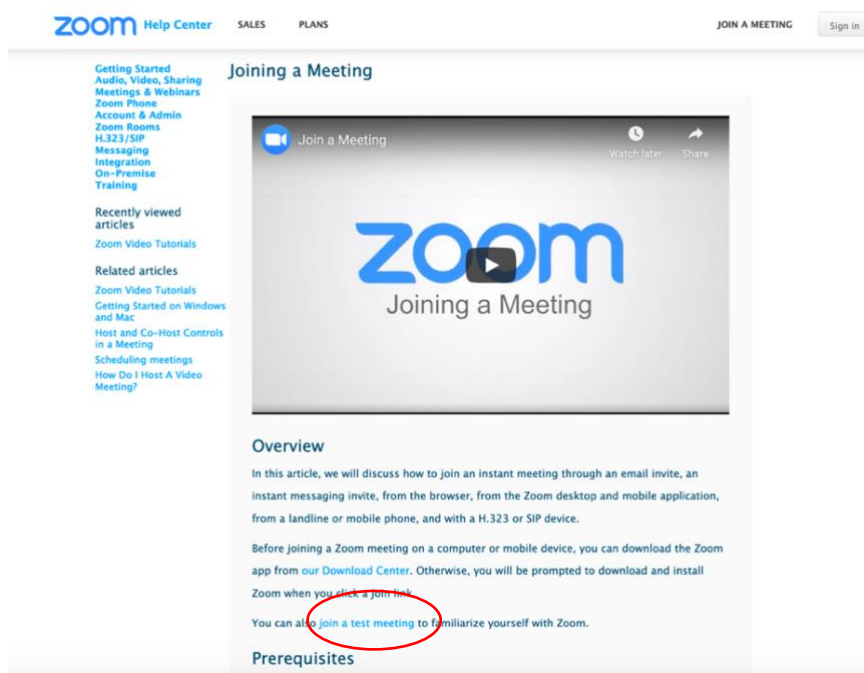 zoom Help Center SALES PLANS JOIN A MEETING Sign in
Getting Started
Audio, Video, Sharing
Meetings & Webinars
Zoom Phone
Account & Admin
Zoom Rooms
H.323/SIP
Messaging
Integration
On-Premise
Training
Recently viewed
articles
Zoom Video Tutorials
Related articles
Zoom Video Tutorials
Getting Started on Windows
and Mac
Host and Co-Host Controls
in a Meeting
Scheduling meetings
How Do I Host A Video
Meeting?
Joining a Meeting
Join a Meeting
Watch later Share
zoom
Joining a Meeting
Overview
In this article, we will discuss how to join an instant meeting through an email invite, an
instant messaging invite, from the browser, from the Zoom desktop and mobile application,
from a landline or mobile phone, and with a H.323 or SIP device.
Before joining a Zoom meeting on a computer or mobile device, you can download the Zoom
app from our Download Center. Otherwise, you will be prompted to download and install
Zoom when you click a join link.
You can also join a test meeting to familiarize yourself with Zoom.
Prerequisites